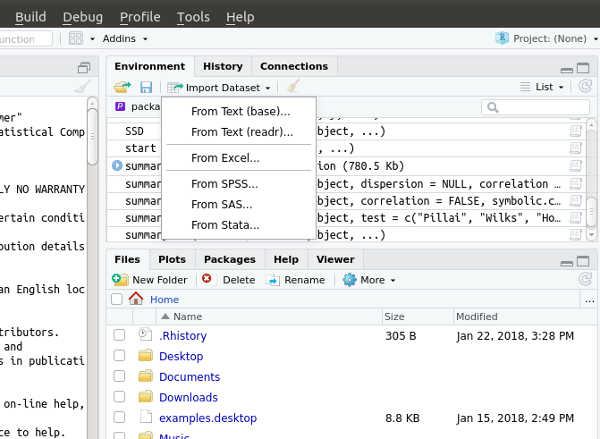 Build Debug Profile Tools Help
Addins Project: (None)
Environment History Connections
Import Dataset List
From Text (base)...
From Text (readr)...
From Excel...
From SPSS...
From SAS...
From Stata...
SSD bject, ...)
start , ...)
summar ion (780.5 Kb)
summar bject, dispersion = NULL, correlation …
summar bject, correlation = FALSE, symbolic.c…
summar bject, test = c("Pillai", "Wilks", "Ho…
summar bject, ...)
mer"
atistical Comp
LY NO WARRANTY
ertain conditi
bution details
an English loc
tributors.
and
s in publicati
on-line help,
ce to help.
Files Plots Packages Help Viewer
New Folder Delete Rename More
Home ...
Name Size Modified
.Rhistory 305 B Jan 22, 2018, 3:28 PM
Desktop
Documents
Downloads
examples.desktop 8.8 KB Jan 15, 2018, 2:49 PM
Music